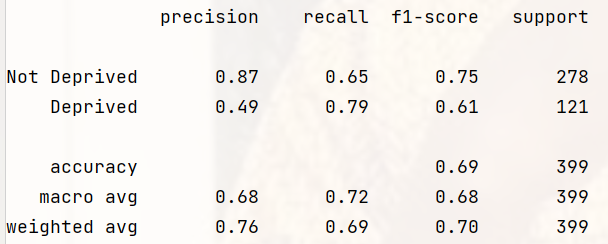 precision recall f1-score support
Not Deprived 0.87 0.65 0.75 278
Deprived 0.49 0.79 0.61 121
accuracy 0.69 399
macro avg 0.68 0.72 0.68 399
weighted avg 0.76 0.69 0.70 399